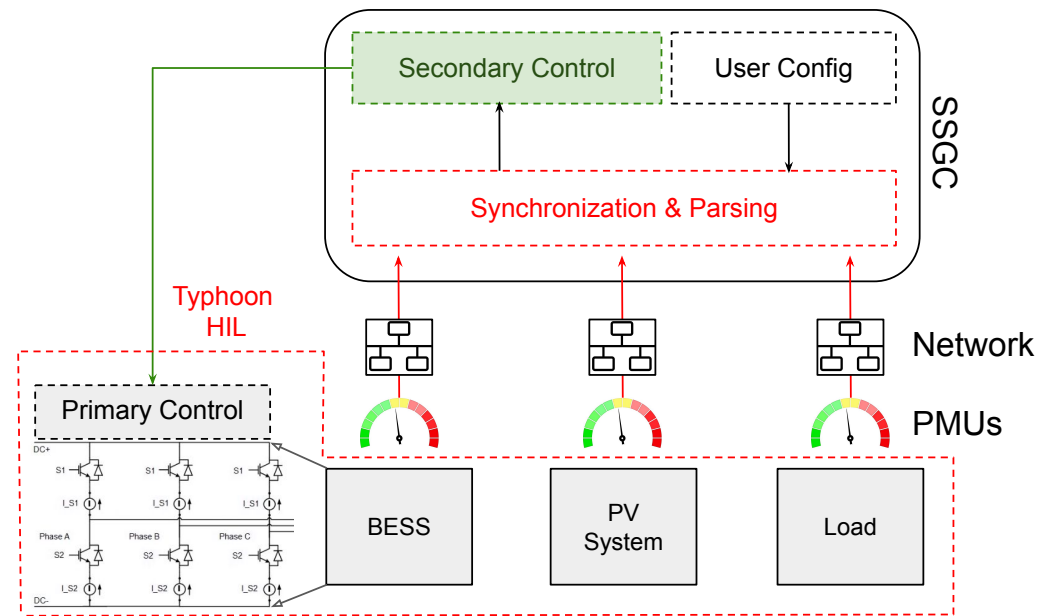 Secondary Control
User Config
SSGC
Synchronization & Parsing
Typhoon
HIL
Network
PMUs
Primary Control
DC+
S1
S1
S1
I_S1
I_S1
I_S1
Phase A
Phase B
Phase C
S2
S2
S2
I_S2
I_S2
I_S2
DC-
BESS
PV
System
Load